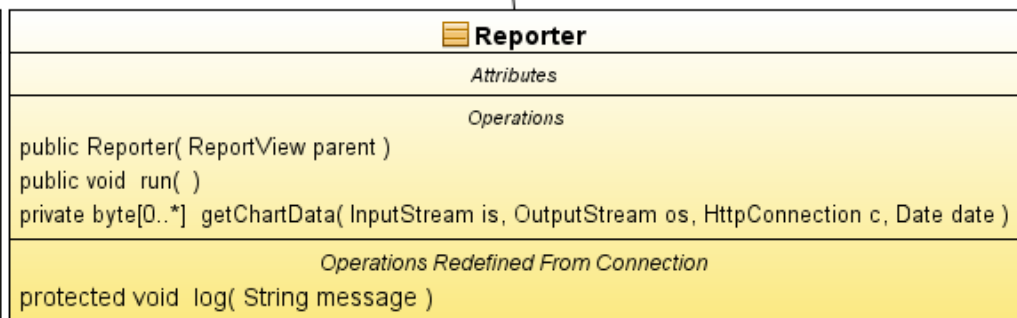 Reporter
Attributes
Operations
public Reporter( ReportView parent )
public void  run( )
private byte[0..*]  getChartData( InputStream is, OutputStream os, HttpConnection c, Date date )
Operations Redefined From Connection
protected void  log( String message )